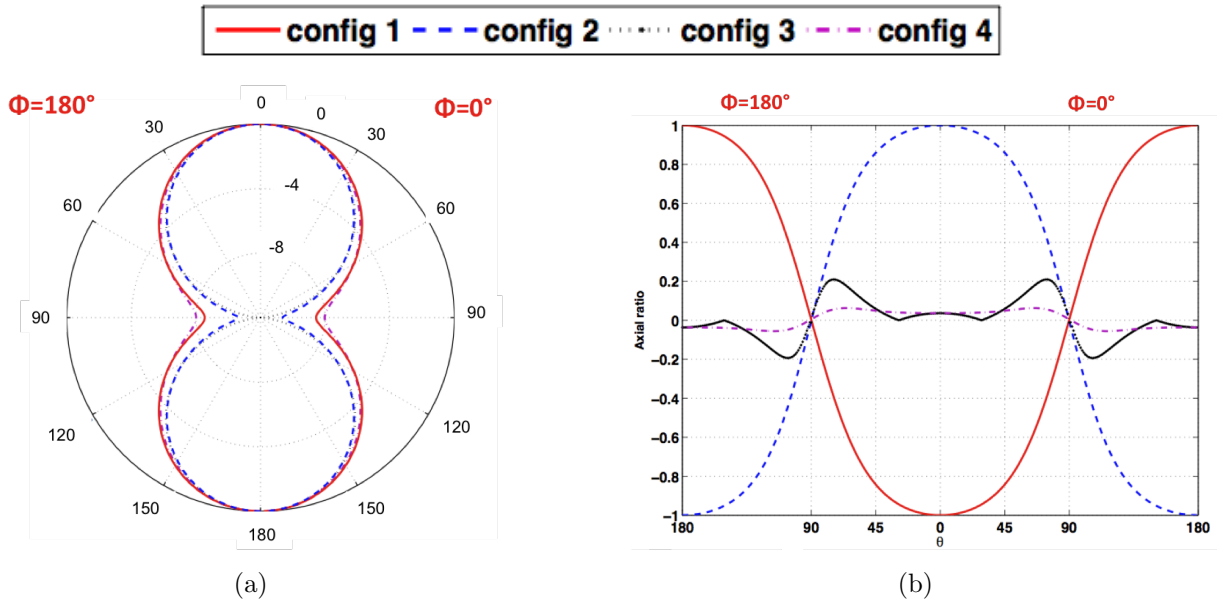 config 1 config 2 config 3 config 4
Φ=180° 0 Φ=0°
30 0 30
-4
60 60
-8
90 90
120 120
150 150
180
(a)
Φ=180° Φ=0°
1
0.8
0.6
0.4
0.2
0
-0.2
-0.4
-0.6
-0.8
-1
Axial ratio
180 90 45 0 45 90 180
θ
(b)